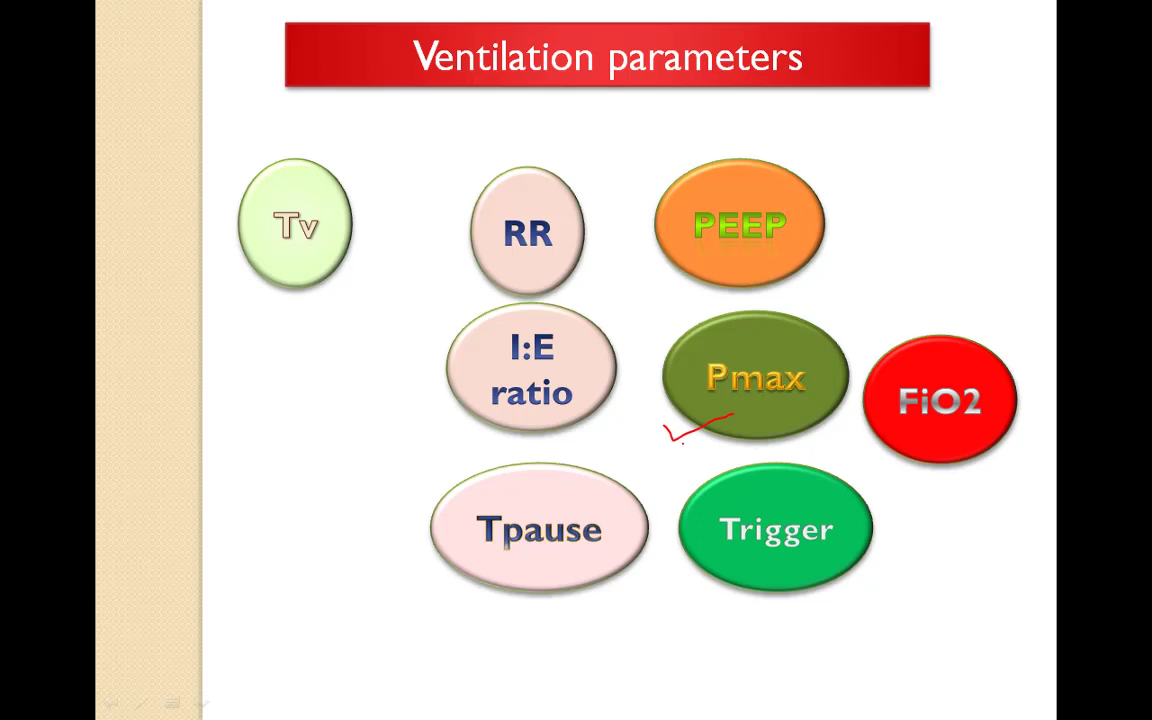 Ventilation parameters
Tv
RR
PEEP
I:E
ratio
Pmax
FiO2
Tpause
Trigger